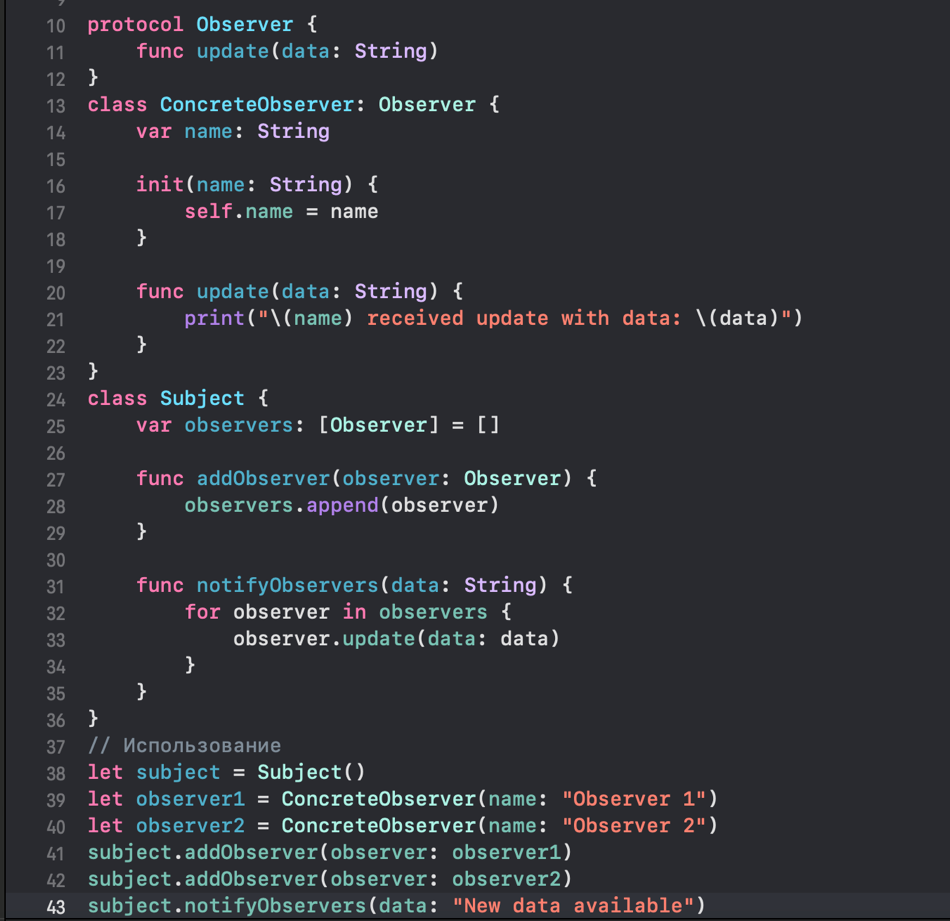 10 protocol Observer {
11     func update(data: String)
12 }
13 class ConcreteObserver: Observer {
14     var name: String
15
16     init(name: String) {
17         self.name = name
18     }
19
20     func update(data: String) {
21         print("\(name) received update with data: \(data)")
22     }
23 }
24 class Subject {
25     var observers: [Observer] = []
26
27     func addObserver(observer: Observer) {
28         observers.append(observer)
29     }
30
31     func notifyObservers(data: String) {
32         for observer in observers {
33             observer.update(data: data)
34         }
35     }
36 }
37 // Использование
38 let subject = Subject()
39 let observer1 = ConcreteObserver(name: "Observer 1")
40 let observer2 = ConcreteObserver(name: "Observer 2")
41 subject.addObserver(observer: observer1)
42 subject.addObserver(observer: observer2)
43 subject.notifyObservers(data: "New data available")